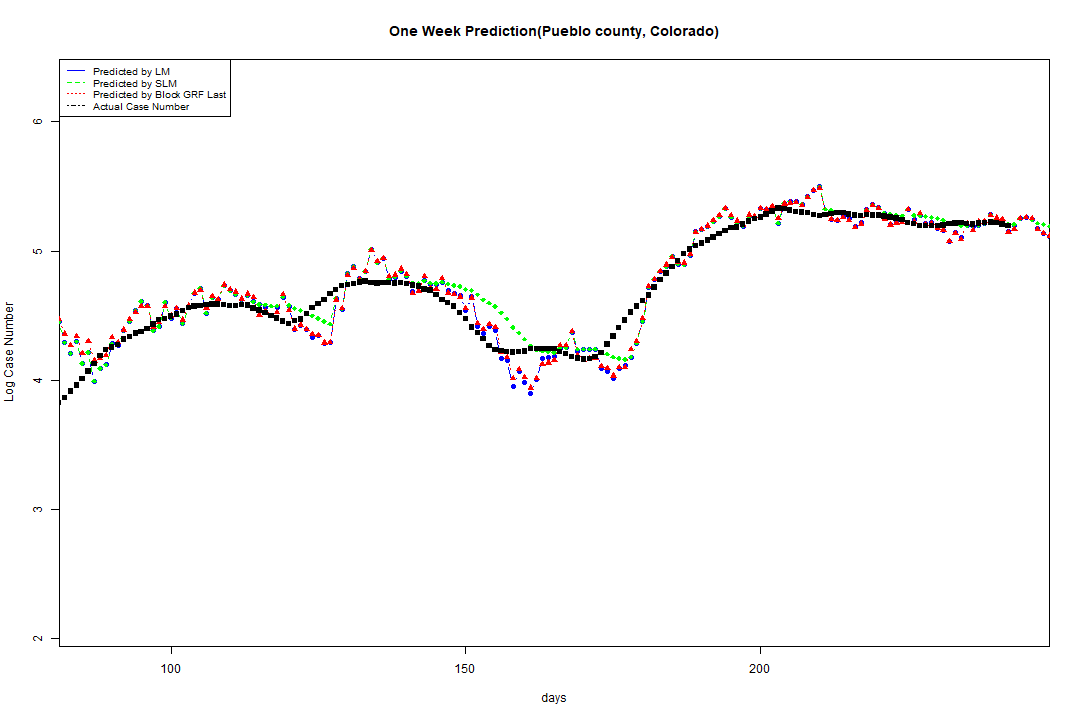 One Week Prediction(Pueblo county, Colorado)
Predicted by LM
Predicted by SLM
Predicted by Block GRF Last
Actual Case Number
6
5
4
3
2
Log Case Number
100 150 200
days